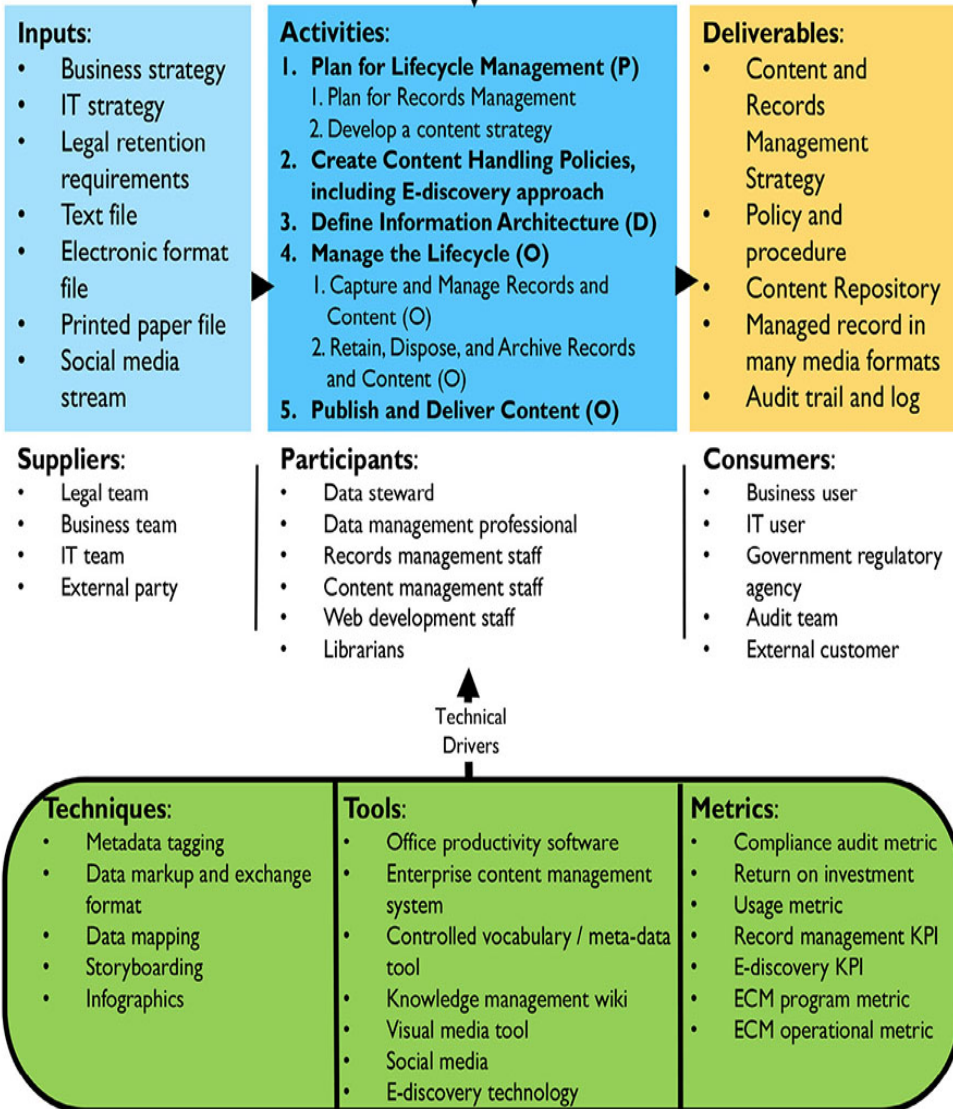 Inputs:
• Business strategy
• IT strategy
• Legal retention
requirements
• Text file
• Electronic format
file
• Printed paper file
• Social media
stream
Activities:
1. Plan for Lifecycle Management (P)
1. Plan for Records Management
2. Develop a content strategy
2. Create Content Handling Policies,
including E-discovery approach
3. Define Information Architecture (D)
4. Manage the Lifecycle (O)
1. Capture and Manage Records and
Content (O)
2. Retain, Dispose, and Archive Records
and Content (O)
5. Publish and Deliver Content (O)
Deliverables:
• Content and
Records
Management
Strategy
• Policy and
procedure
• Content Repository
• Managed record in
many media formats
• Audit trail and log
Suppliers:
• Legal team
• Business team
• IT team
• External party
Participants:
• Data steward
• Data management professional
• Records management staff
• Content management staff
• Web development staff
• Librarians
Consumers:
• Business user
• IT user
• Government regulatory
agency
• Audit team
• External customer
Technical
Drivers
Techniques:
• Metadata tagging
• Data markup and exchange
format
• Data mapping
• Storyboarding
• Infographics
Tools:
• Office productivity software
• Enterprise content management
system
• Controlled vocabulary / meta-data
tool
• Knowledge management wiki
• Visual media tool
• Social media
• E-discovery technology
Metrics:
• Compliance audit metric
• Return on investment
• Usage metric
• Record management KPI
• E-discovery KPI
• ECM program metric
• ECM operational metric